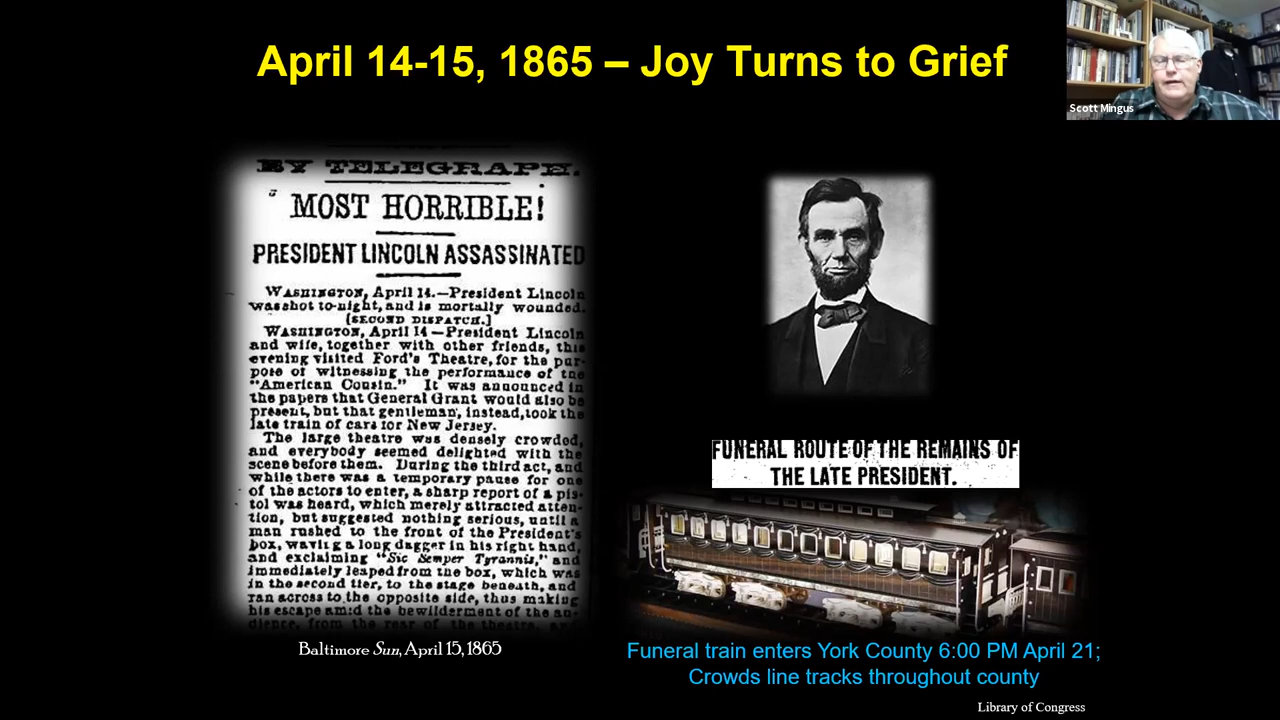 April 14-15, 1865 – Joy Turns to Grief
Scott Mingus
BY TELEGRAPH.
MOST HORRIBLE!
PRESIDENT LINCOLN ASSASSINATED
WASHINGTON, April 14.—President Lincoln
was shot to-night, and is mortally wounded.
[SECOND DISPATCH.]
WASHINGTON, April 14—President Lincoln
and wife, together with other friends, this
evening visited Ford's Theatre, for the pur-
pose of witnessing the performance of the
"American Cousin." It was announced in
the papers that General Grant would also be
present, but that gentleman, instead, took the
late train of cars for New Jersey.
The large theatre was densely crowded,
and everybody seemed delighted with the
scene before them. During the third act, and
while there was a temporary pause for one
of the actors to enter, a sharp report of a pis-
tol was heard, which merely attracted atten-
tion, but suggested nothing serious, until a
man rushed to the front of the President's
box, waving a long dagger in his right hand,
and exclaiming "Sic Semper Tyrannis," and
immediately leaped from the box, which was
in the second tier, to the stage beneath, and
ran across to the opposite side, thus making
his escape amid the bewilderment of the au-
dience, from the rear of the theatre,
Baltimore Sun, April 15, 1865
FUNERAL ROUTE OF THE REMAINS OF
THE LATE PRESIDENT.
Funeral train enters York County 6:00 PM April 21;
Crowds line tracks throughout county
Library of Congress